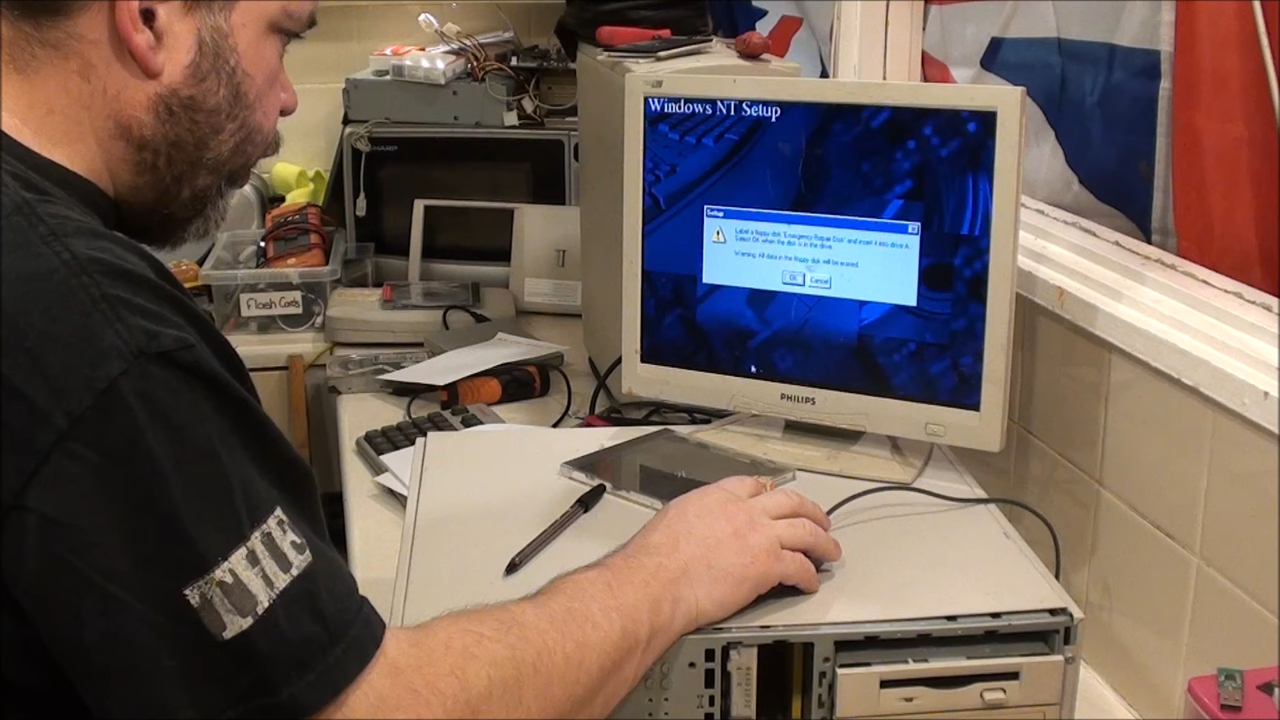 Windows NT Setup
SHARP
Setup
Label a floppy disk "Emergency Repair Disk" and insert it into drive A.
Select OK when the disk is in the drive.
Warning: All data in the floppy disk will be erased.
OK
Cancel
Flash Cards
PHILIPS